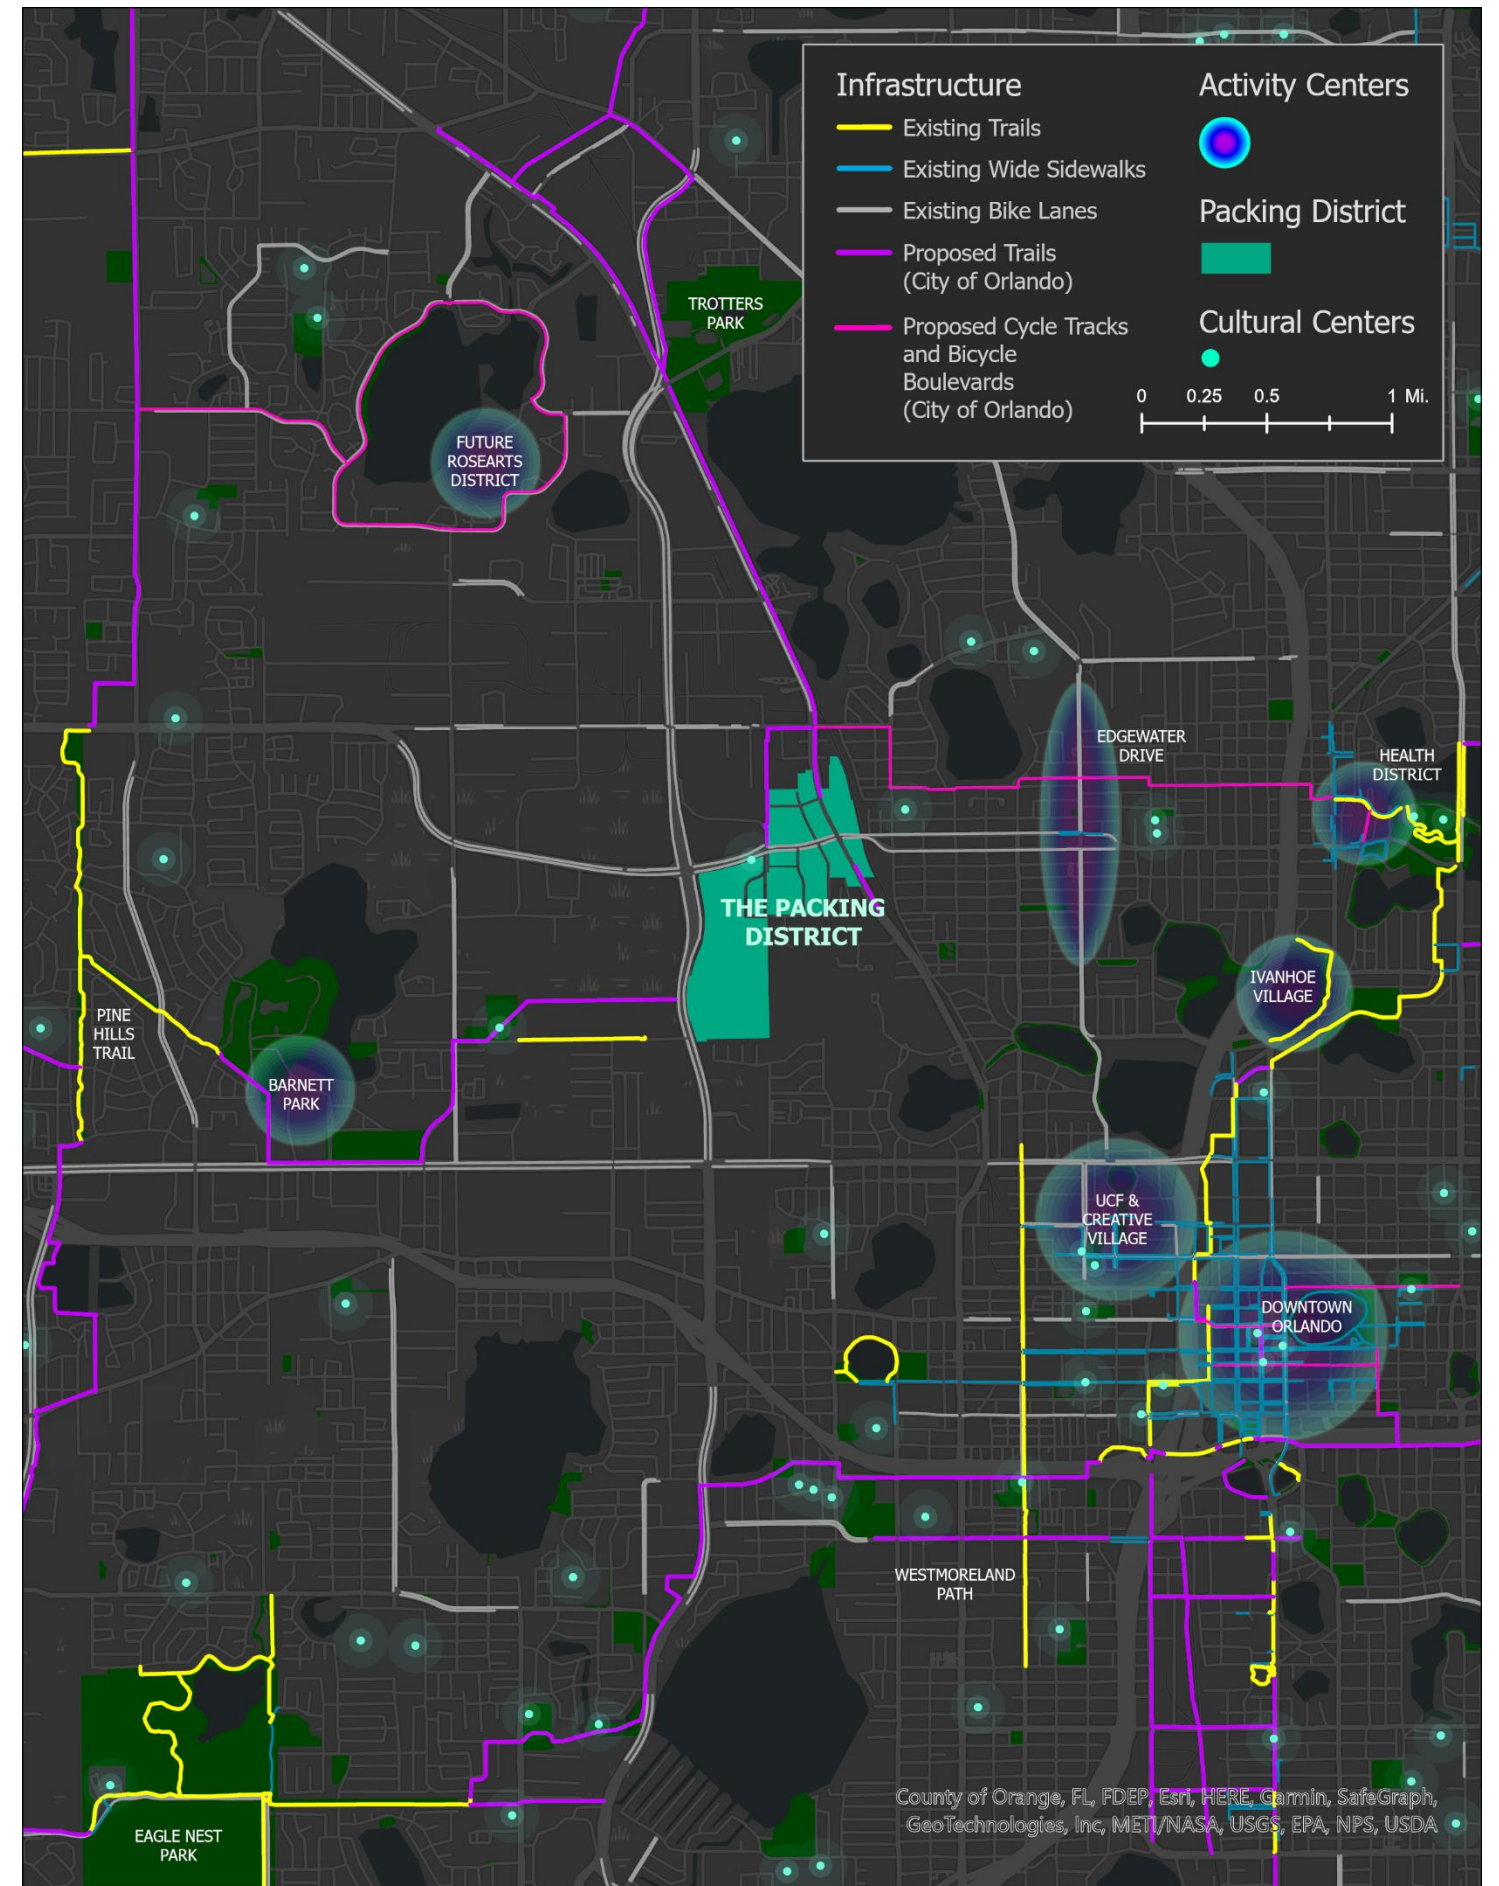 Infrastructure
Existing Trails
Existing Wide Sidewalks
Existing Bike Lanes
Proposed Trails
(City of Orlando)
Proposed Cycle Tracks
and Bicycle
Boulevards
(City of Orlando)
Activity Centers
Packing District
Cultural Centers
0 0.25 0.5 1 Mi.
TROTTERS
PARK
FUTURE
ROSEARTS
DISTRICT
EDGEWATER
DRIVE
HEALTH
DISTRICT
THE PACKING
DISTRICT
IVANHOE
VILLAGE
PINE
HILLS
TRAIL
BARNETT
PARK
UCF &
CREATIVE
VILLAGE
DOWNTOWN
ORLANDO
WESTMORELAND
PATH
EAGLE NEST
PARK
County of Orange, FL, FDEP, Esri, HERE, Garmin, SafeGraph,
GeoTechnologies, Inc, METI/NASA, USGS, EPA, NPS, USDA